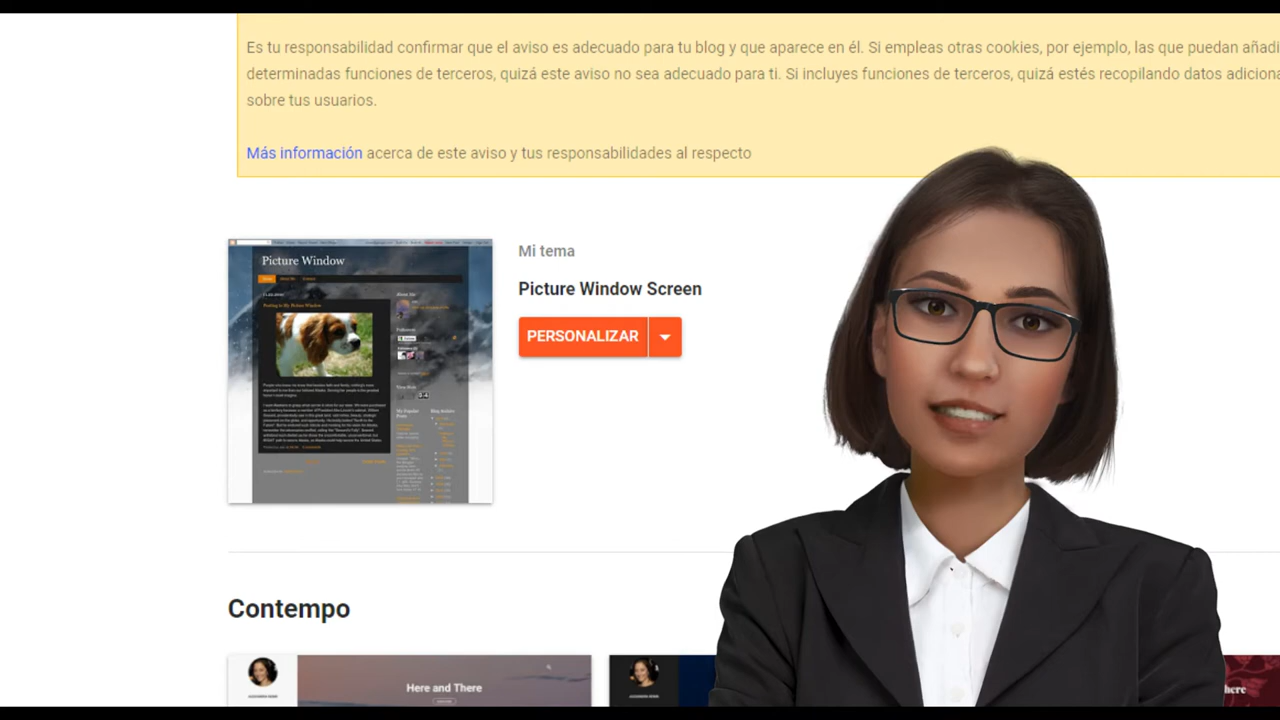 Es tu responsabilidad confirmar que el aviso es adecuado para tu blog y que aparece en él. Si empleas otras cookies, por ejemplo, las que puedan añadi
determinadas funciones de terceros, quizá este aviso no sea adecuado para ti. Si incluyes funciones de terceros, quizá estés recopilando datos adiciona
sobre tus usuarios.
Más información acerca de este aviso y tus responsabilidades al respecto
Picture Window
Mi tema
Picture Window Screen
PERSONALIZAR
Contempo
Here and There
here